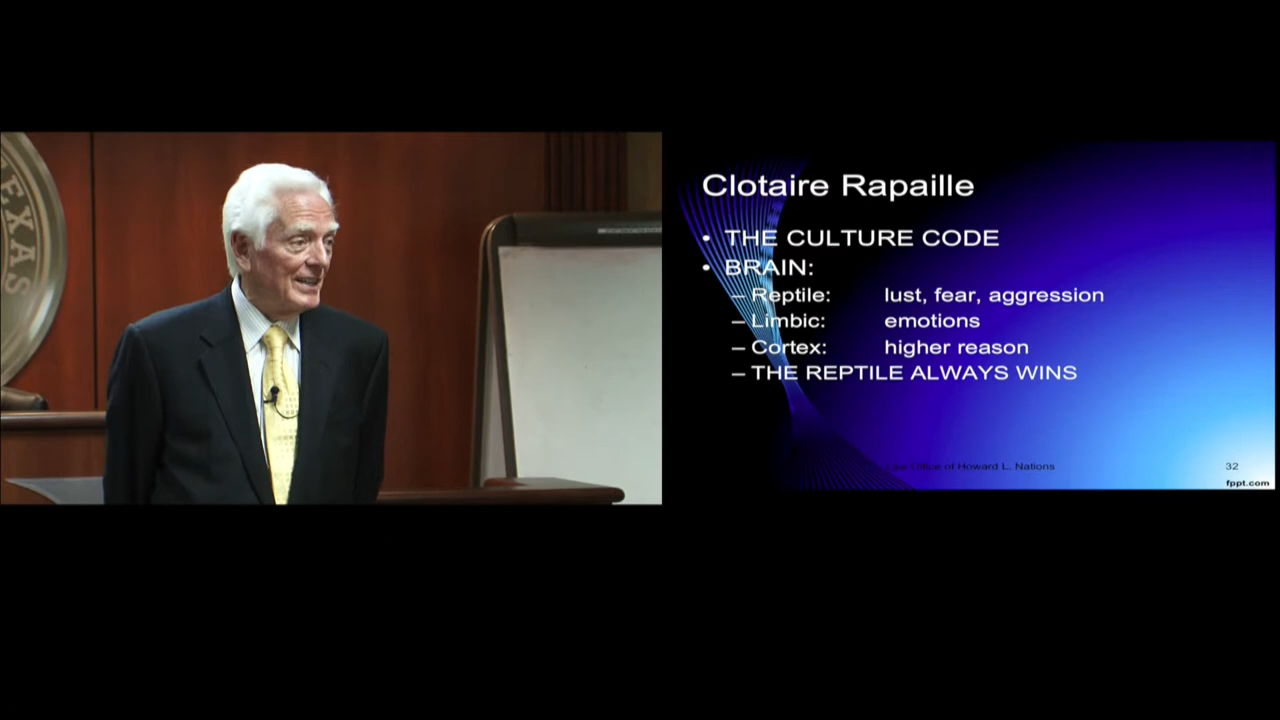 TEXAS
Clotaire Rapaille
• THE CULTURE CODE
• BRAIN:
– Reptile: lust, fear, aggression
– Limbic: emotions
– Cortex: higher reason
– THE REPTILE ALWAYS WINS
Office of Howard L. Nations
32
fppt.com